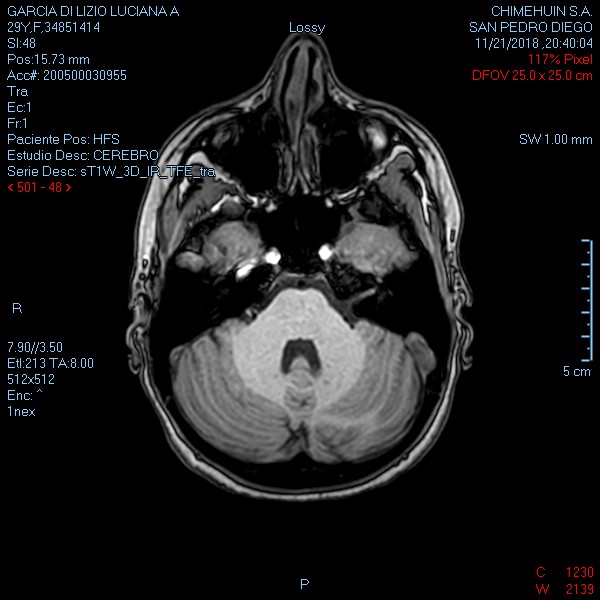 GARCIA DI LIZIO LUCIANA A
29Y,F,34851414
Sl:48
Pos:15.73 mm
Acc#: 200500030955
Tra
Ec:1
Fr:1
Paciente Pos: HFS
Estudio Desc: CEREBRO
Serie Desc: sT1W_3D_IR_TFE_tra
< 501 - 48 >
Lossy
CHIMEHUIN S.A.
SAN PEDRO DIEGO
11/21/2018 ,20:40:04
117% Pixel
DFOV 25.0 x 25.0 cm
SW 1.00 mm
R
7.90//3.50
Etl:213 TA:8.00
512x512
Enc: ^
1nex
5 cm
P
C 1230
W 2139